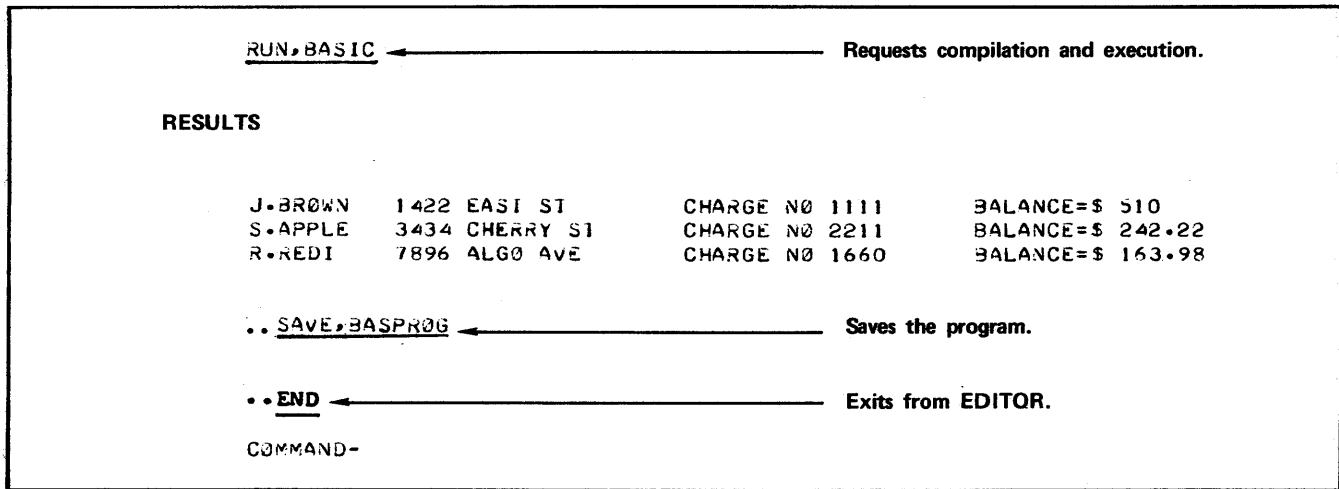 RUN,BASIC Requests compilation and execution.
RESULTS
J.BRØWN 1422 EAST ST CHARGE NØ 1111 BALANCE=$ 510
S.APPLE 3434 CHERRY ST CHARGE NØ 2211 BALANCE=$ 242.22
R.REDI 7896 ALGØ AVE CHARGE NØ 1660 BALANCE=$ 163.98
..SAVE,BASPRØG Saves the program.
..END Exits from EDITOR.
CØMMAND-